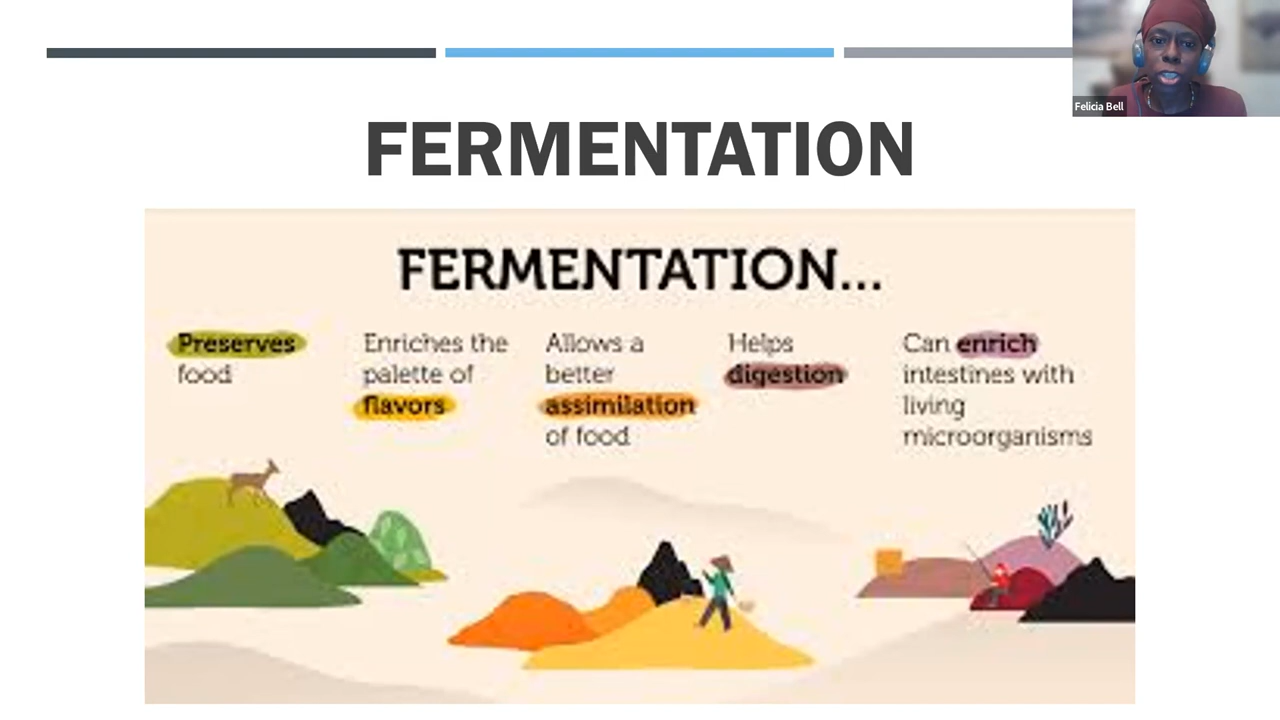 Felicia Bell
FERMENTATION
FERMENTATION...
Preserves
food
Enriches the
palette of
flavors
Allows a
better
assimilation
of food
Helps
digestion
Can enrich
intestines with
living
microorganisms